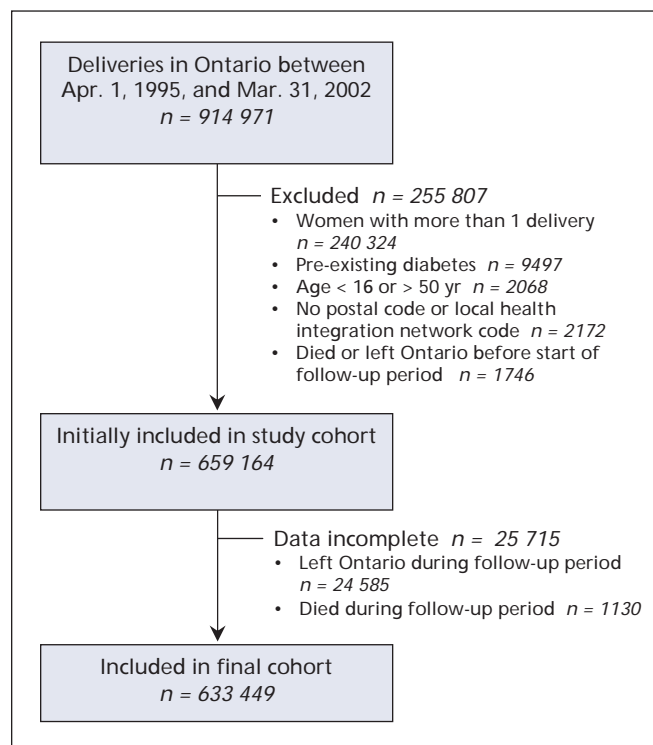 Deliveries in Ontario between
Apr. 1, 1995, and Mar. 31, 2002
n = 914 971
Excluded n = 255 807
• Women with more than 1 delivery
n = 240 324
• Pre-existing diabetes n = 9497
• Age < 16 or > 50 yr n = 2068
• No postal code or local health
integration network code n = 2172
• Died or left Ontario before start of
follow-up period n = 1746
Initially included in study cohort
n = 659 164
Data incomplete n = 25 715
• Left Ontario during follow-up period
n = 24 585
• Died during follow-up period n = 1130
Included in final cohort
n = 633 449